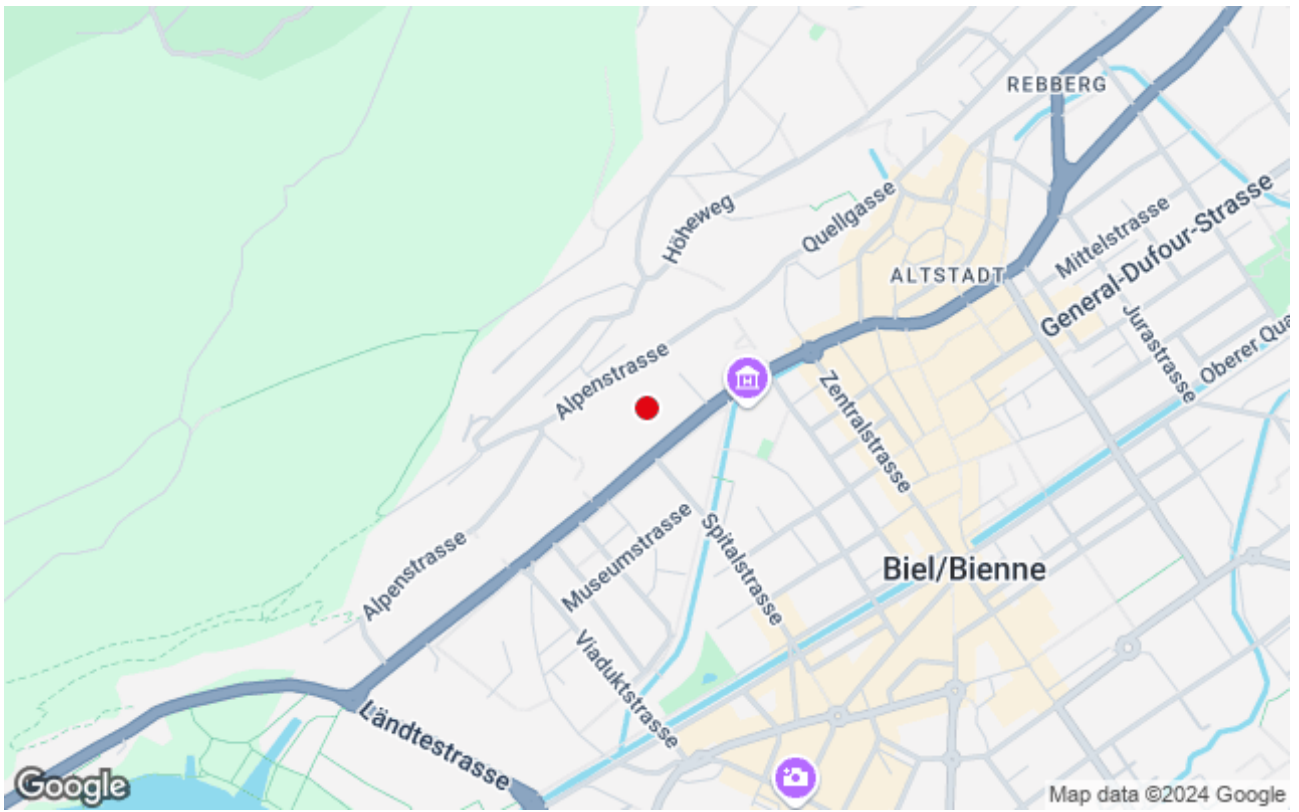 REBBERG
Höheweg
Quellgasse
Mittelstrasse
General-Dufour-Strasse
ALTSTADT
Jurastrasse
Oberer Qua
Alpenstrasse
Zentralstrasse
Museumstrasse
Spitalstrasse
Biel/Bienne
Alpenstrasse
Viaduktstrasse
Ländtestrasse
Google
Map data ©2024 Google